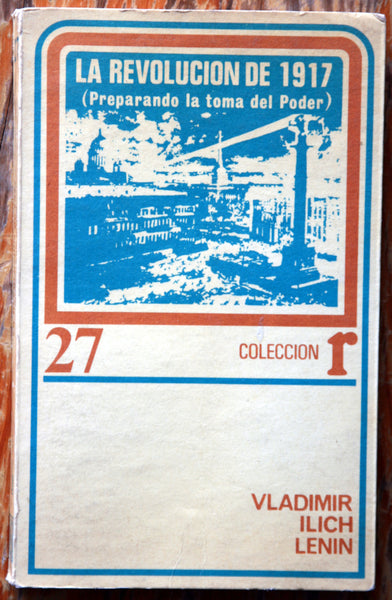 LA REVOLUCION DE 1917
(Preparando la toma del Poder)
27
COLECCION r
VLADIMIR
ILICH
LENIN